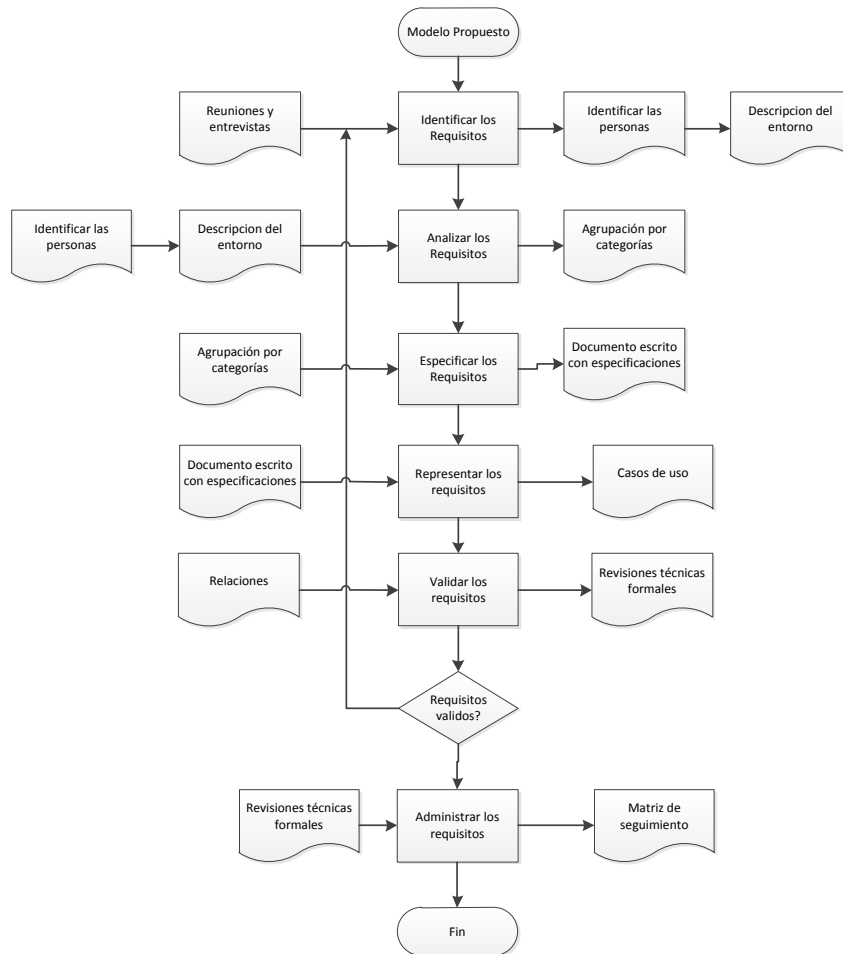 Modelo Propuesto
Reuniones y
entrevistas
Identificar los
Requisitos
Identificar las
personas
Descripcion del
entorno
Identificar las
personas
Descripcion del
entorno
Analizar los
Requisitos
Agrupación por
categorías
Agrupación por
categorías
Especificar los
Requisitos
Documento escrito
con especificaciones
Documento escrito
con especificaciones
Representar los
requisitos
Casos de uso
Relaciones
Validar los
requisitos
Revisiones técnicas
formales
Requisitos
validos?
Revisiones técnicas
formales
Administrar los
requisitos
Matriz de
seguimiento
Fin